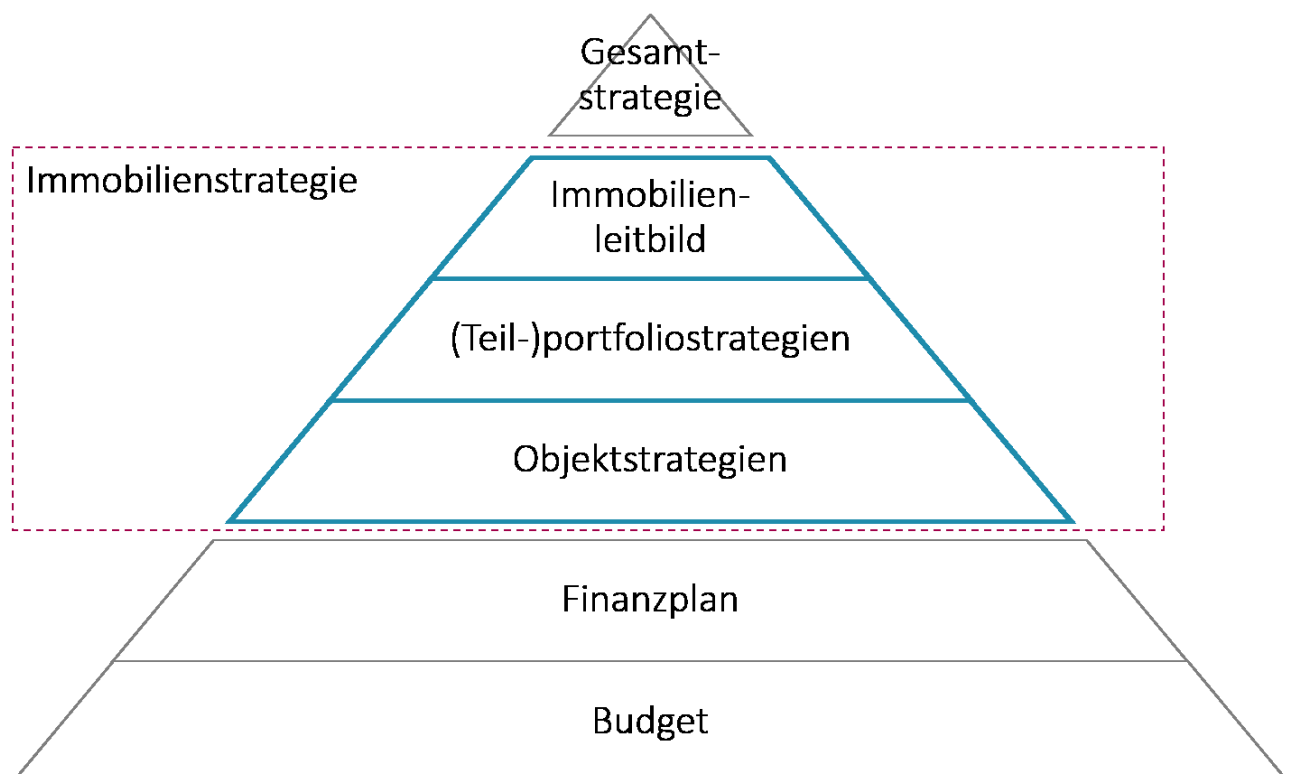 Gesamt-
strategie
Immobilienstrategie
Immobilien-
leitbild
(Teil-)portfoliostrategien
Objektstrategien
Finanzplan
Budget